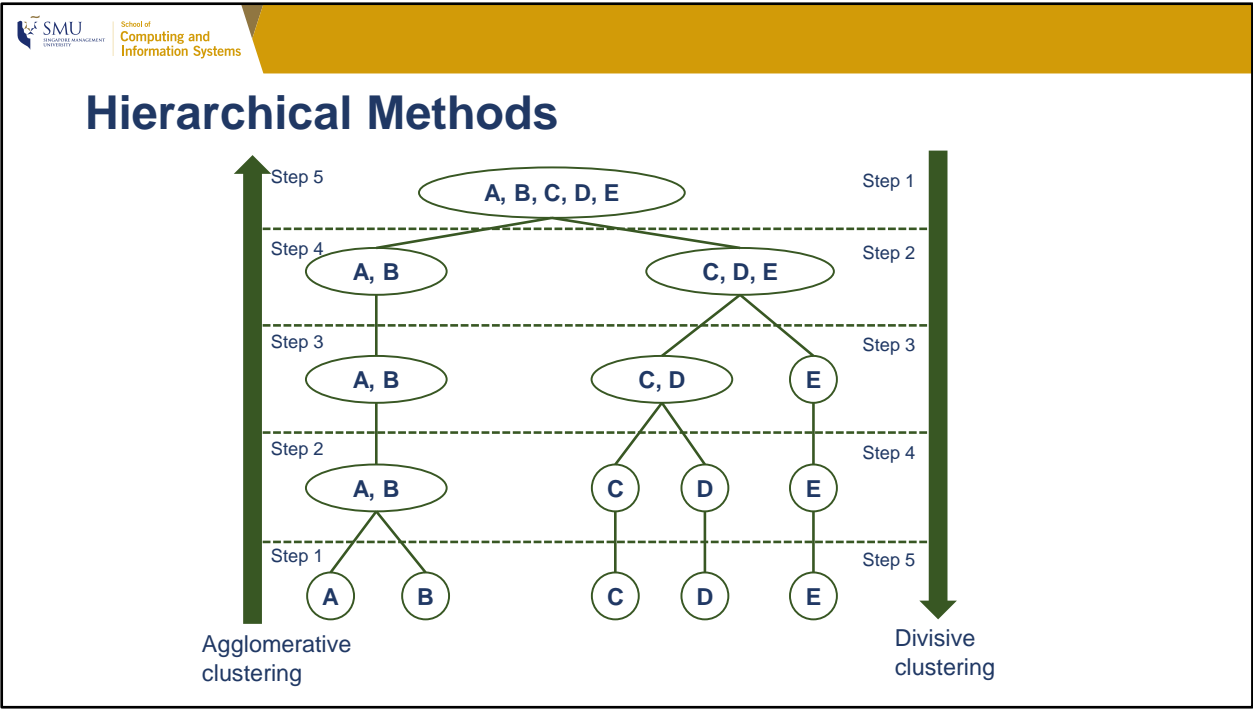 SMU
SINGAPORE MANAGEMENT
UNIVERSITY
School of
Computing and
Information Systems
Hierarchical Methods
Step 5
A, B, C, D, E
Step 1
Step 4
A, B
C, D, E
Step 2
Step 3
A, B
C, D
E
Step 3
Step 2
A, B
C
D
E
Step 4
Step 1
A
B
C
D
E
Step 5
Agglomerative
clustering
Divisive
clustering